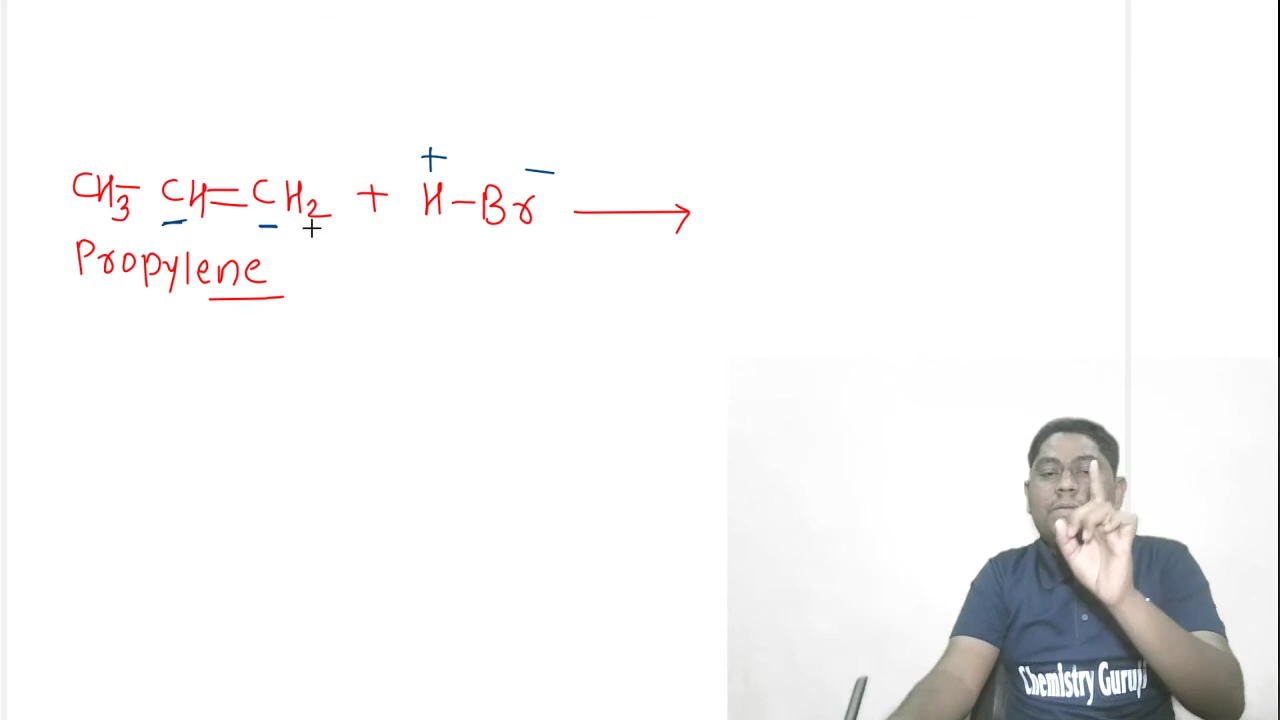 + −
CH3− CH=CH2 + H−Br ⟶
Propylene
Chemistry Guruji